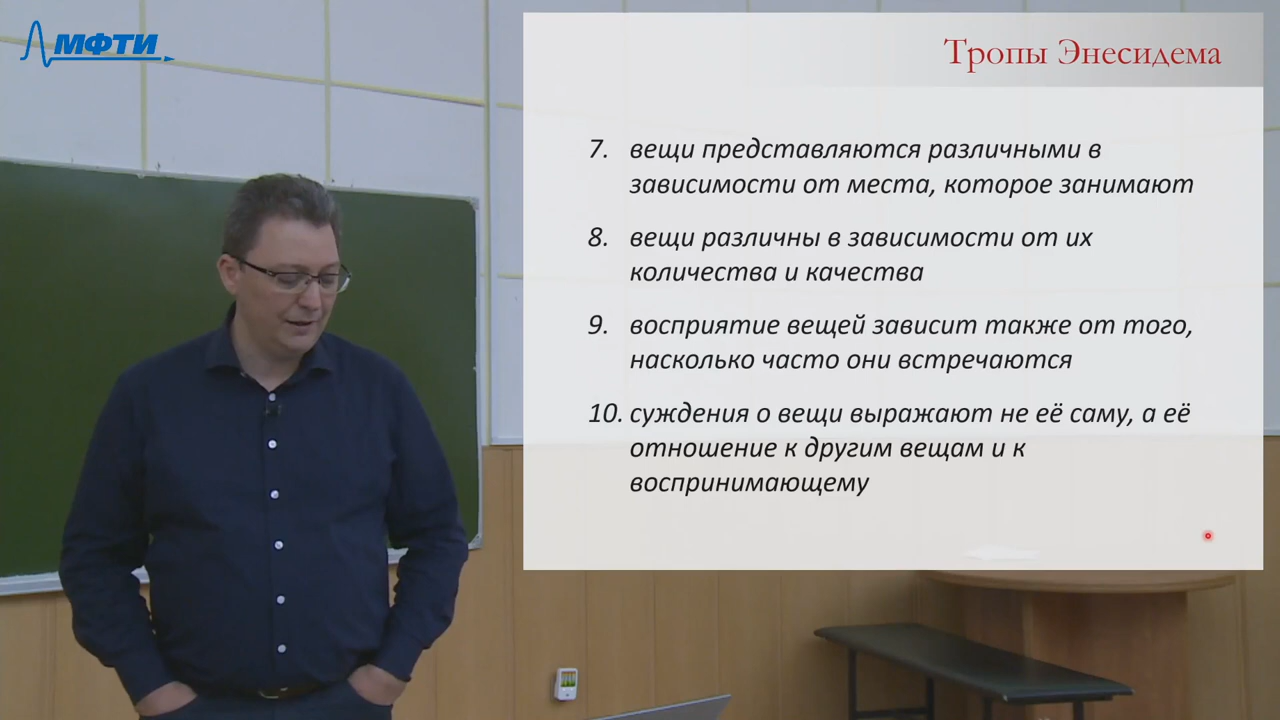 МФТИ
Тропы Энесидема
7. вещи представляются различными в
зависимости от места, которое занимают
8. вещи различны в зависимости от их
количества и качества
9. восприятие вещей зависит также от того,
насколько часто они встречаются
10. суждения о вещи выражают не её саму, а её
отношение к другим вещам и к
воспринимающему